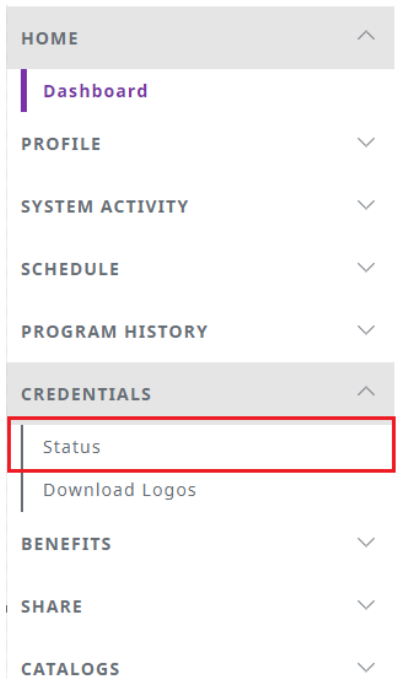 HOME
Dashboard
PROFILE
SYSTEM ACTIVITY
SCHEDULE
PROGRAM HISTORY
CREDENTIALS
Status
Download Logos
BENEFITS
SHARE
CATALOGS